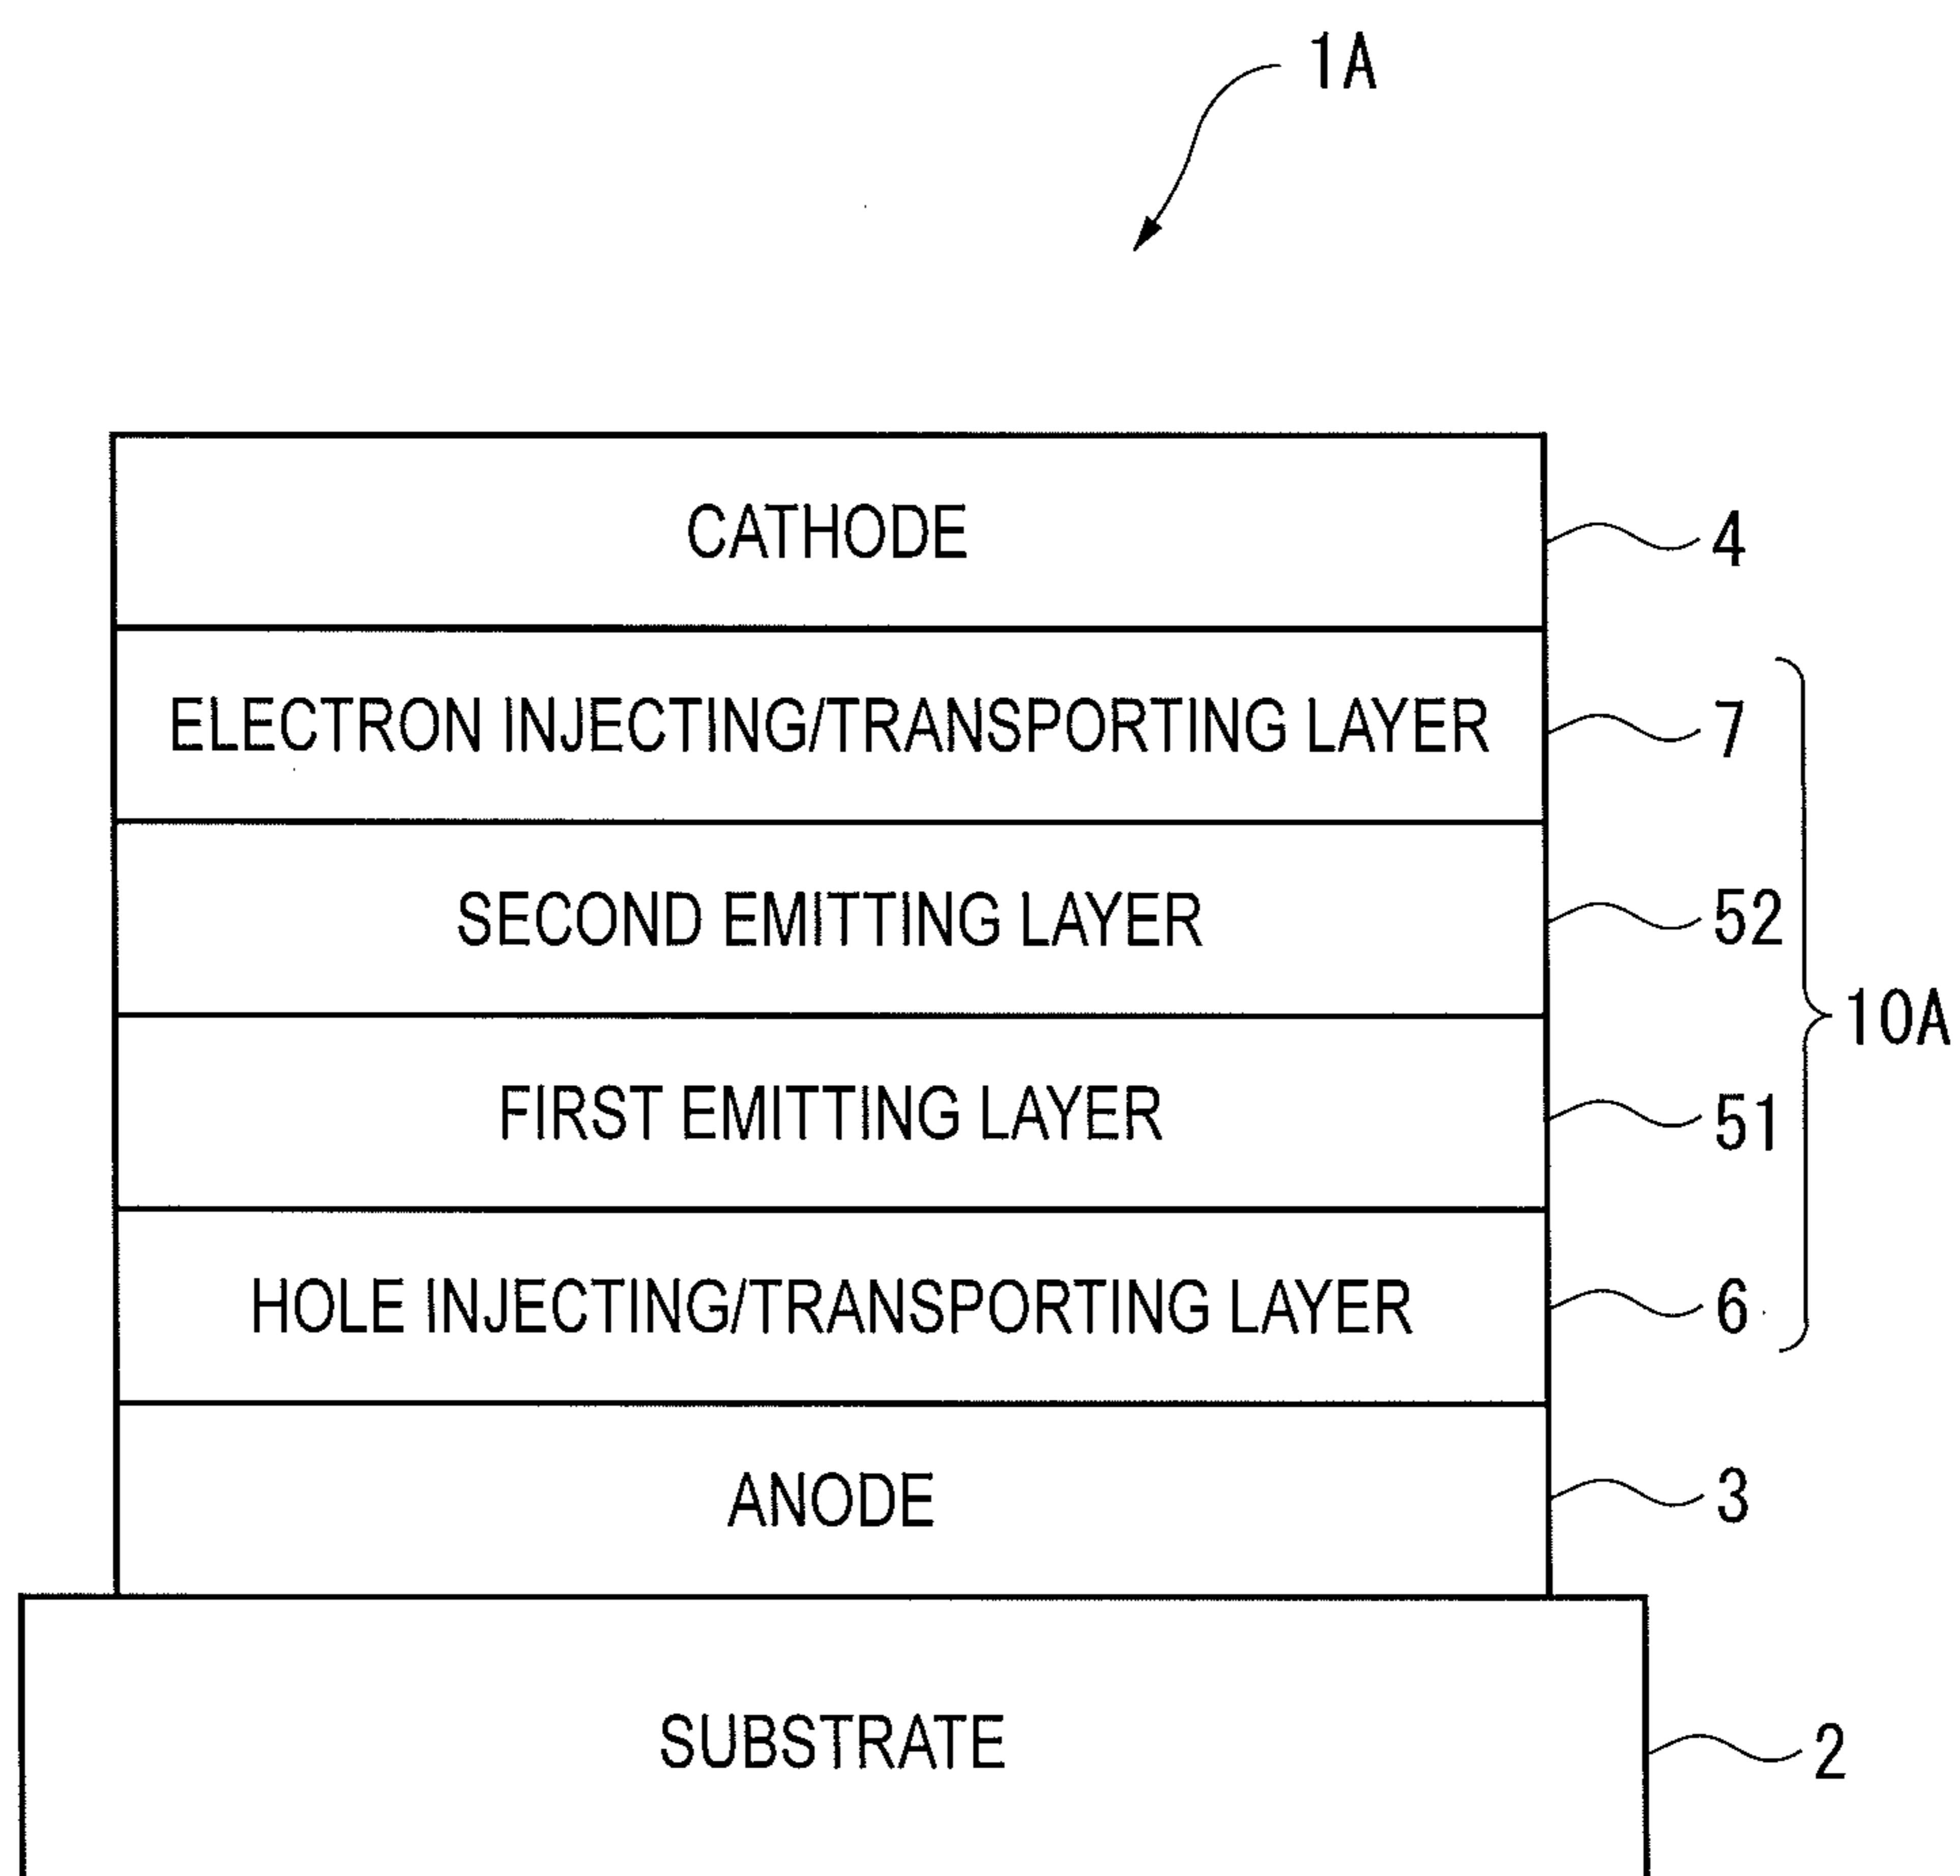 1A
CATHODE
4
ELECTRON INJECTING/TRANSPORTING LAYER
7
SECOND EMITTING LAYER
52
10A
FIRST EMITTING LAYER
51
HOLE INJECTING/TRANSPORTING LAYER
6
ANODE
3
SUBSTRATE
2